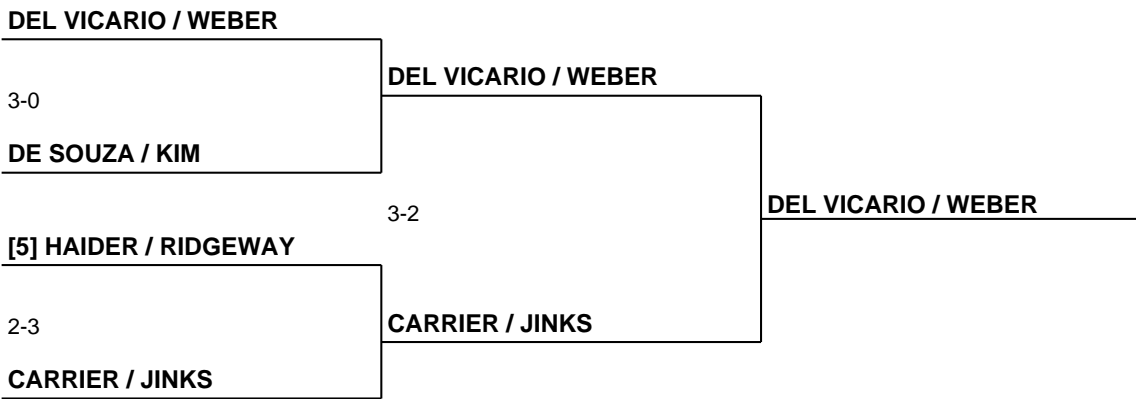 DEL VICARIO / WEBER
3-0
DE SOUZA / KIM
[5] HAIDER / RIDGEWAY
2-3
CARRIER / JINKS
DEL VICARIO / WEBER
3-2
CARRIER / JINKS
DEL VICARIO / WEBER